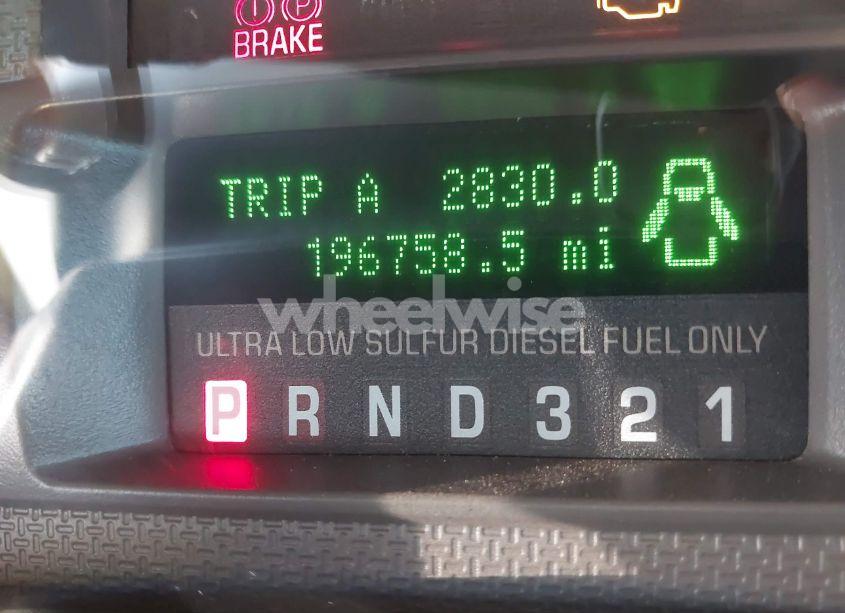 BRAKE
TRIP A 2830.0
196758.5 mi
wheelwise
ULTRA LOW SULFUR DIESEL FUEL ONLY
P R N D 3 2 1